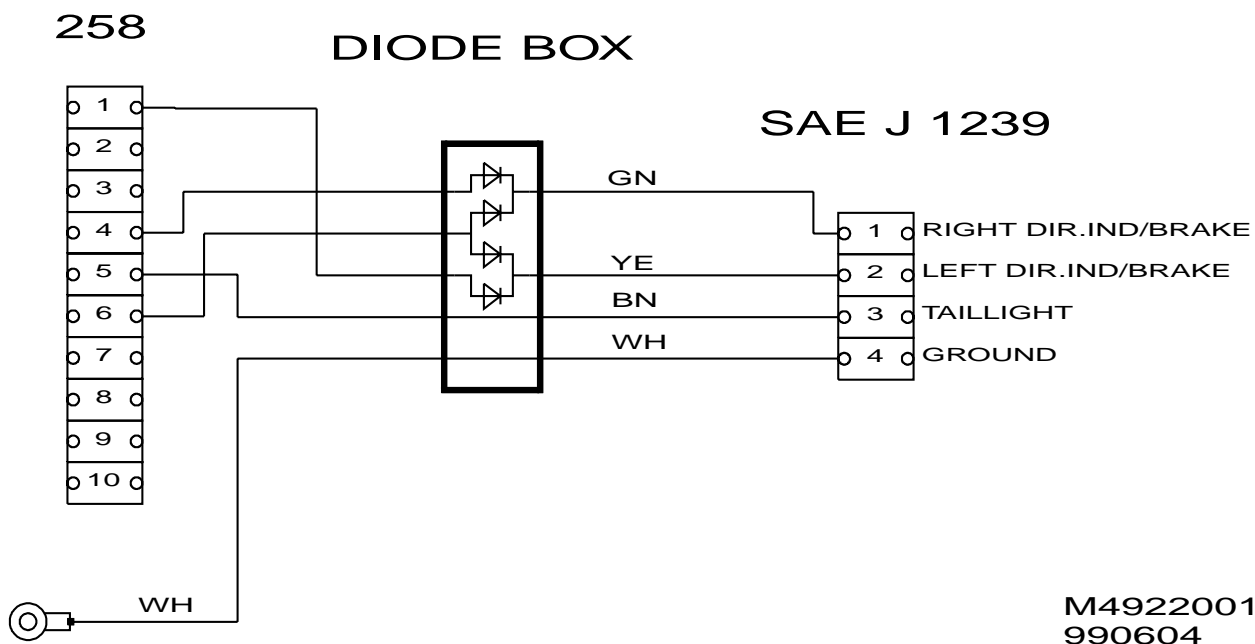 258
DIODE BOX
SAE J 1239
1
2
3
4
5
6
7
8
9
10
GN
YE
BN
WH
1 RIGHT DIR.IND/BRAKE
2 LEFT DIR.IND/BRAKE
3 TAILLIGHT
4 GROUND
WH
M4922001
990604